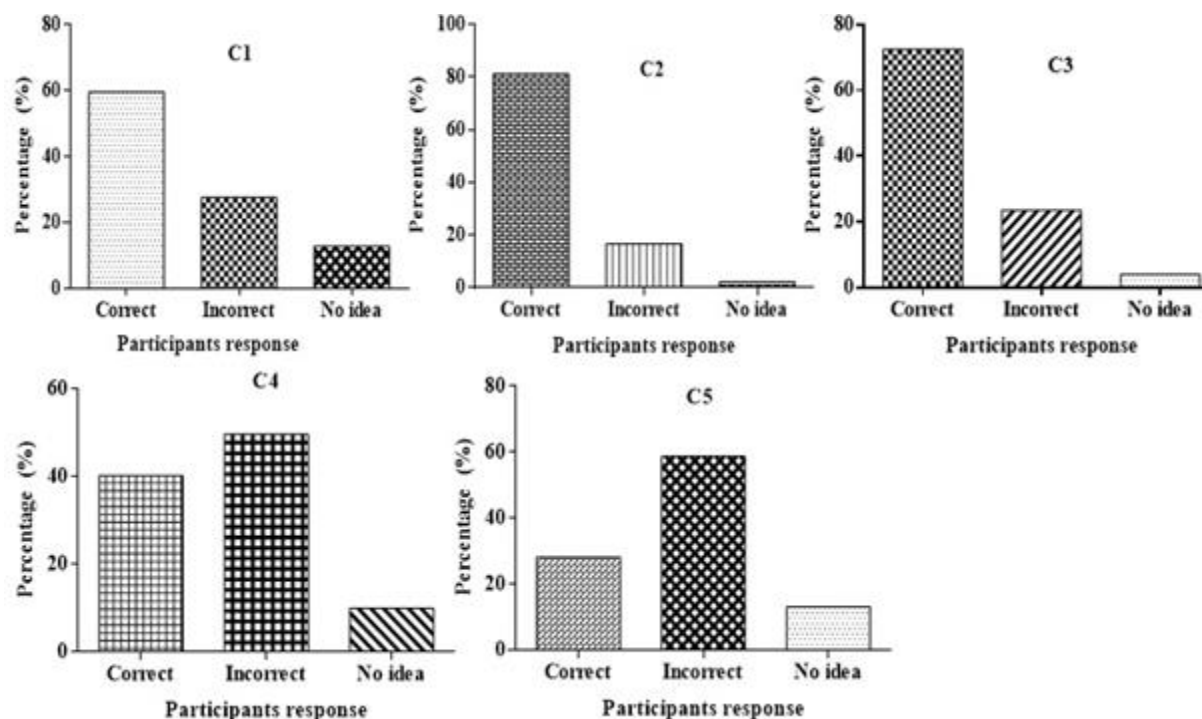 C1
Percentage (%)
80
60
40
20
0
Correct Incorrect No idea
Participants response
C2
Percentage (%)
100
80
60
40
20
0
Correct Incorrect No idea
Participants response
C3
Percentage (%)
80
60
40
20
0
Correct Incorrect No idea
Participants response
C4
Percentage (%)
60
40
20
0
Correct Incorrect No idea
Participants response
C5
Percentage (%)
80
60
40
20
0
Correct Incorrect No idea
Participants response